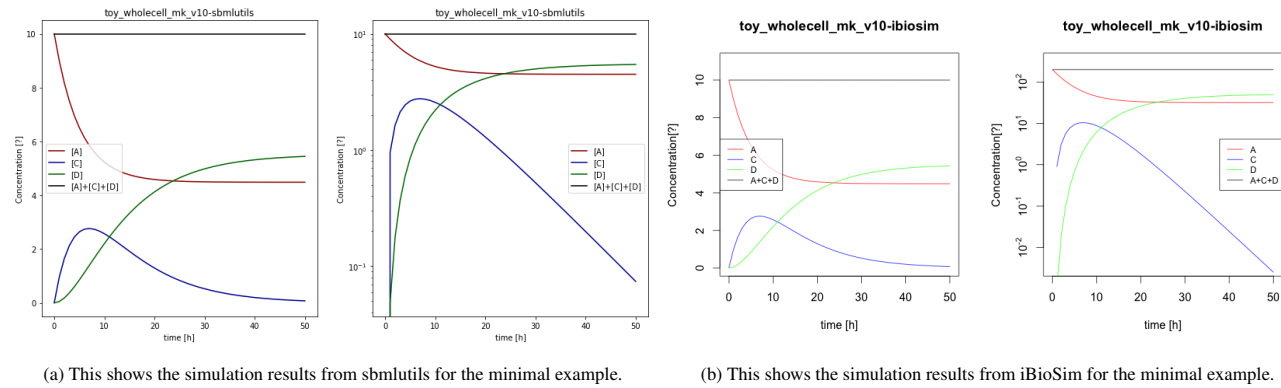 toy_wholecell_mk_v10-sbmlutils
Concentration [?]
10
8
6
4
2
0
[A]
[C]
[D]
[A]+[C]+[D]
0
10
20
30
40
50
time [h]
toy_wholecell_mk_v10-sbmlutils
Concentration [?]
10¹
10⁰
10⁻¹
[A]
[C]
[D]
[A]+[C]+[D]
0
10
20
30
40
50
time [h]
(a) This shows the simulation results from sbmlutils for the minimal example.
toy_wholecell_mk_v10-ibiosim
Concentration[?]
10
8
6
4
2
0
A
C
D
A+C+D
0
10
20
30
40
50
time [h]
toy_wholecell_mk_v10-ibiosim
Concentration[?]
10²
10¹
10⁰
10⁻¹
10⁻²
A
C
D
A+C+D
0
10
20
30
40
50
time [h]
(b) This shows the simulation results from iBioSim for the minimal example.